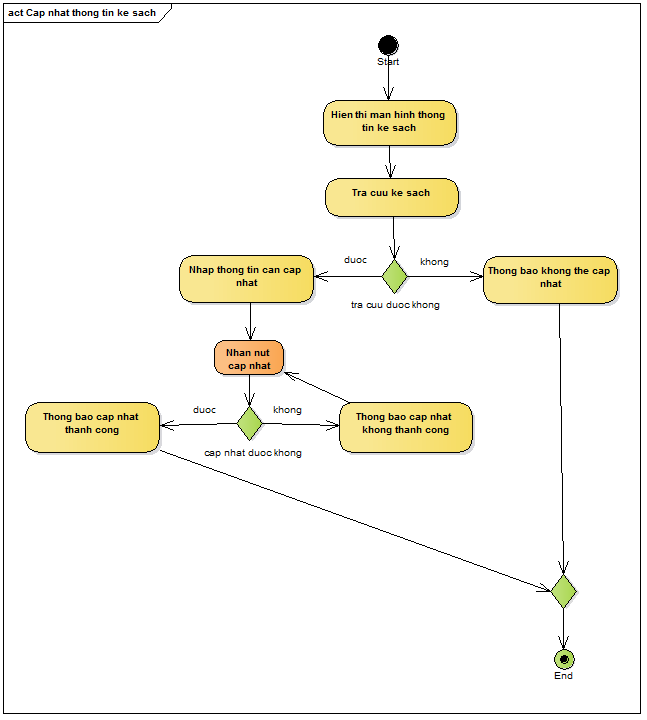 act Cap nhat thong tin ke sach
Start
Hien thi man hinh thong
tin ke sach
Tra cuu ke sach
duoc
khong
Nhap thong tin can cap
nhat
Thong bao khong the cap
nhat
tra cuu duoc khong
Nhan nut
cap nhat
Thong bao cap nhat
thanh cong
duoc
khong
Thong bao cap nhat
khong thanh cong
cap nhat duoc khong
End